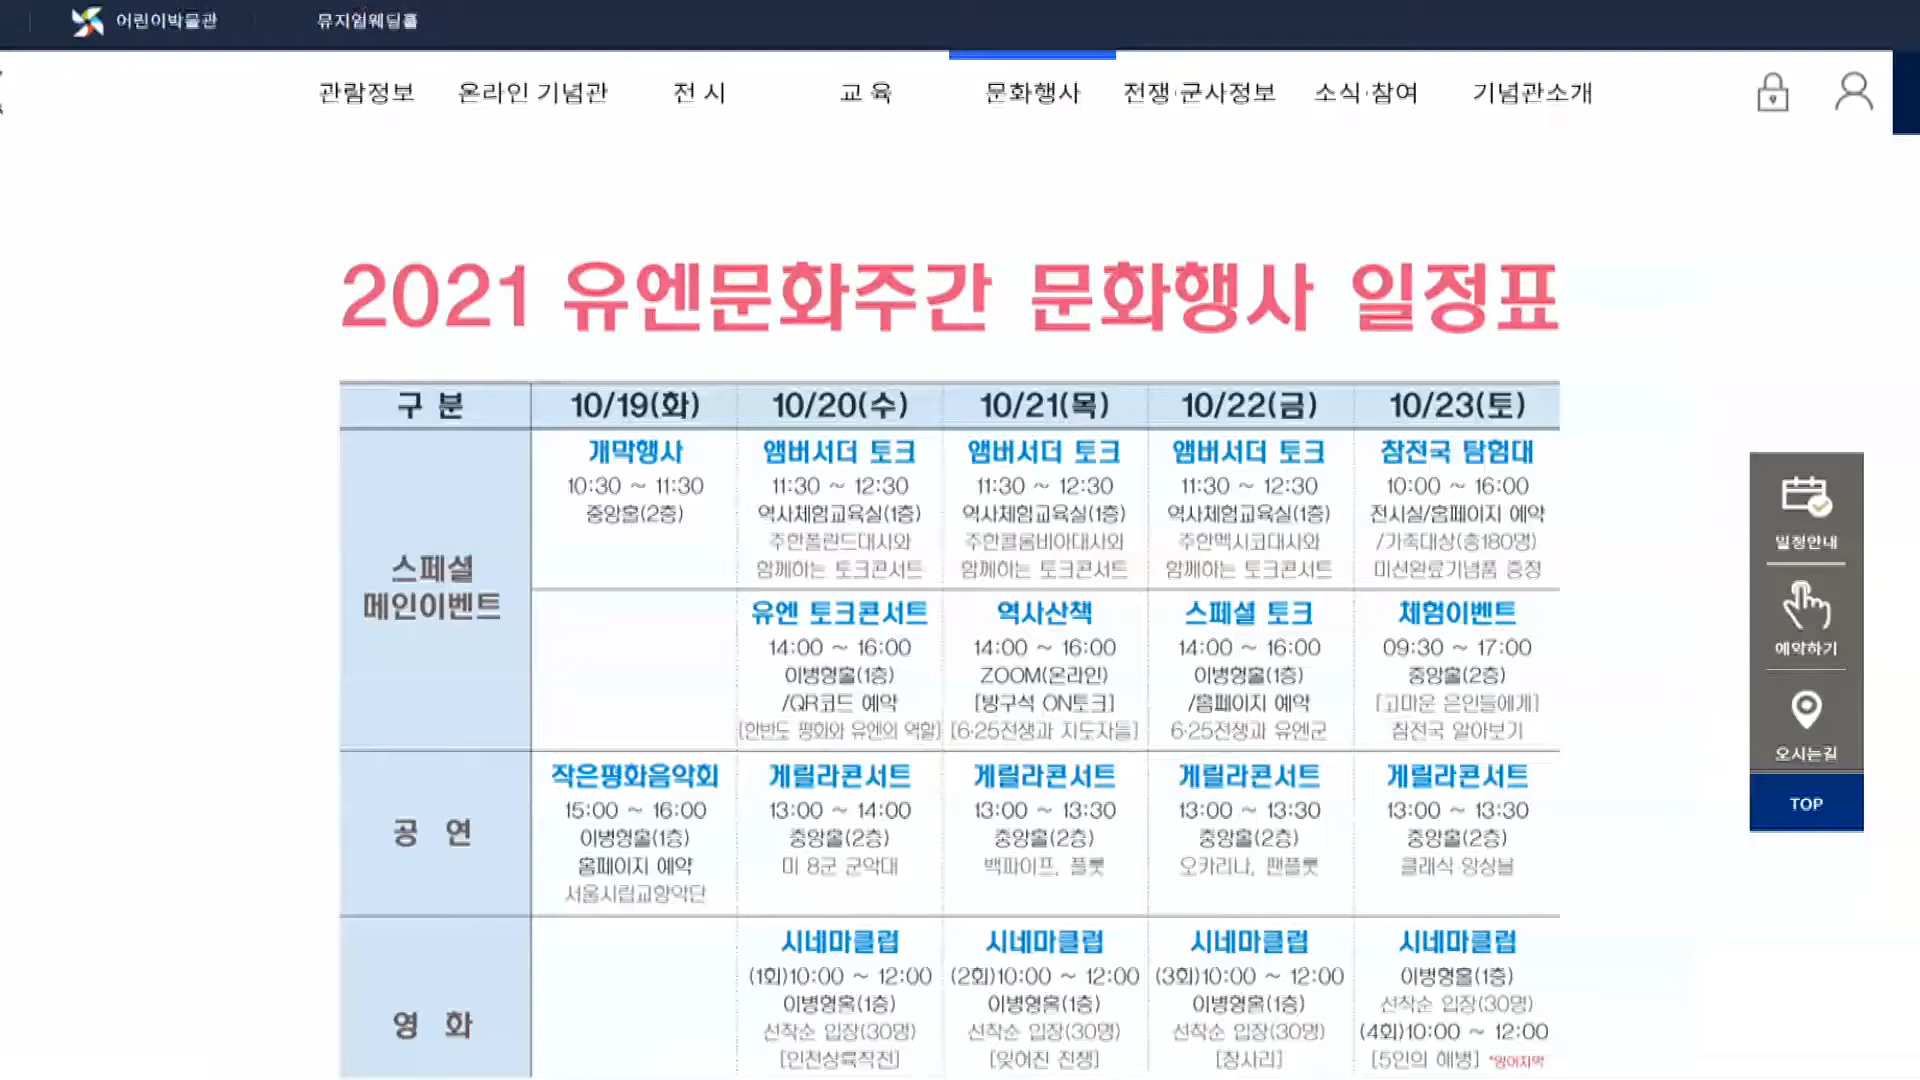 어린이박물관 뮤지엄웨딩홀
관람정보 온라인 기념관 전 시 교 육 문화행사 전쟁·군사정보 소식·참여 기념관소개
2021 유엔문화주간 문화행사 일정표
구 분 10/19(화) 10/20(수) 10/21(목) 10/22(금) 10/23(토)
스페셜
메인이벤트
개막행사
10:30 ~ 11:30
중앙홀(2층)
앰버서더 토크
11:30 ~ 12:30
역사체험교육실(1층)
주한폴란드대사와
함께하는 토크콘서트
앰버서더 토크
11:30 ~ 12:30
역사체험교육실(1층)
주한콜롬비아대사와
함께하는 토크콘서트
앰버서더 토크
11:30 ~ 12:30
역사체험교육실(1층)
주한멕시코대사와
함께하는 토크콘서트
참전국 탐험대
10:00 ~ 16:00
전시실/홈페이지 예약
/가족대상(총180명)
미션완료기념품 증정
유엔 토크콘서트
14:00 ~ 16:00
이병형홀(1층)
/QR코드 예약
[한반도 평화와 유엔의 역할]
역사산책
14:00 ~ 16:00
ZOOM(온라인)
[방구석 ON토크]
[6·25전쟁과 지도자들]
스페셜 토크
14:00 ~ 16:00
이병형홀(1층)
/홈페이지 예약
6·25전쟁과 유엔군
체험이벤트
09:30 ~ 17:00
중앙홀(2층)
[고마운 은인들에게]
참전국 알아보기
공 연
작은평화음악회
15:00 ~ 16:00
이병형홀(1층)
홈페이지 예약
서울시립교향악단
게릴라콘서트
13:00 ~ 14:00
중앙홀(2층)
미 8군 군악대
게릴라콘서트
13:00 ~ 13:30
중앙홀(2층)
백파이프, 플룻
게릴라콘서트
13:00 ~ 13:30
중앙홀(2층)
오카리나, 팬플룻
게릴라콘서트
13:00 ~ 13:30
중앙홀(2층)
클래식 앙상블
영 화
시네마클럽
(1회)10:00 ~ 12:00
이병형홀(1층)
선착순 입장(30명)
[인천상륙작전]
시네마클럽
(2회)10:00 ~ 12:00
이병형홀(1층)
선착순 입장(30명)
[잊혀진 전쟁]
시네마클럽
(3회)10:00 ~ 12:00
이병형홀(1층)
선착순 입장(30명)
[장사리]
시네마클럽
이병형홀(1층)
선착순 입장(30명)
(4회)10:00 ~ 12:00
[5인의 해병] *영어자막
일정안내
예약하기
오시는길
TOP